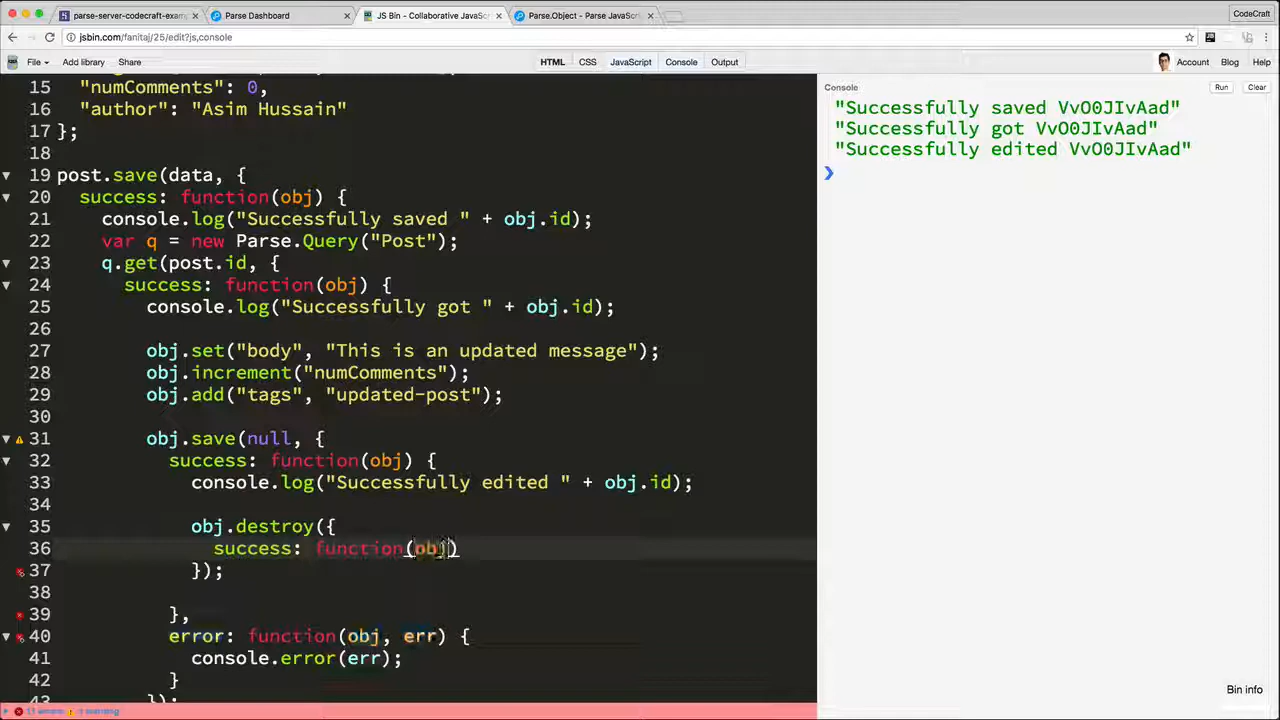 parse-server-codecraft-examp
Parse Dashboard
JS Bin - Collaborative JavaScr
Parse.Object - Parse JavaScri
CodeCraft
jsbin.com/fanitaj/25/edit?js,console
File
Add library
Share
HTML
CSS
JavaScript
Console
Output
Account
Blog
Help
15 "numComments": 0,
16 "author": "Asim Hussain"
17 };
18
19 post.save(data, {
20 success: function(obj) {
21 console.log("Successfully saved " + obj.id);
22 var q = new Parse.Query("Post");
23 q.get(post.id, {
24 success: function(obj) {
25 console.log("Successfully got " + obj.id);
26
27 obj.set("body", "This is an updated message");
28 obj.increment("numComments");
29 obj.add("tags", "updated-post");
30
31 obj.save(null, {
32 success: function(obj) {
33 console.log("Successfully edited " + obj.id);
34
35 obj.destroy({
36 success: function(obj)
37 });
38
39 },
40 error: function(obj, err) {
41 console.error(err);
42 }
43 });
Console
Run
Clear
"Successfully saved VvO0JIvAad"
"Successfully got VvO0JIvAad"
"Successfully edited VvO0JIvAad"
Bin info